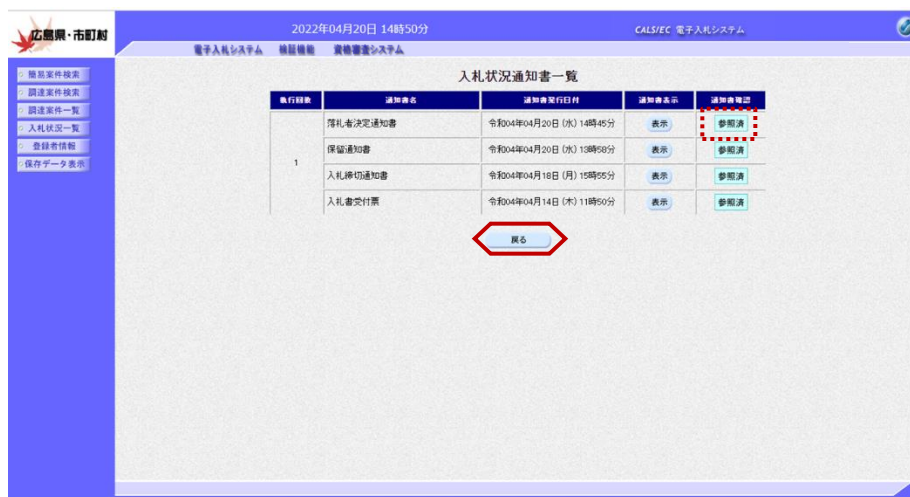 広島県・市町村
2022年04月20日 14時50分
CALS/EC 電子入札システム
電子入札システム 検証機能 資格審査システム
簡易案件検索
調達案件検索
調達案件一覧
入札状況一覧
登録者情報
保存データ表示
入札状況通知書一覧
執行回数 通知書名 通知書発行日付 通知書表示 通知書確認
1
落札者決定通知書 令和04年04月20日 (水) 14時45分 表示 参照済
保留通知書 令和04年04月20日 (水) 13時58分 表示 参照済
入札締切通知書 令和04年04月18日 (月) 15時55分 表示 参照済
入札書受付票 令和04年04月14日 (木) 11時50分 表示 参照済
戻る